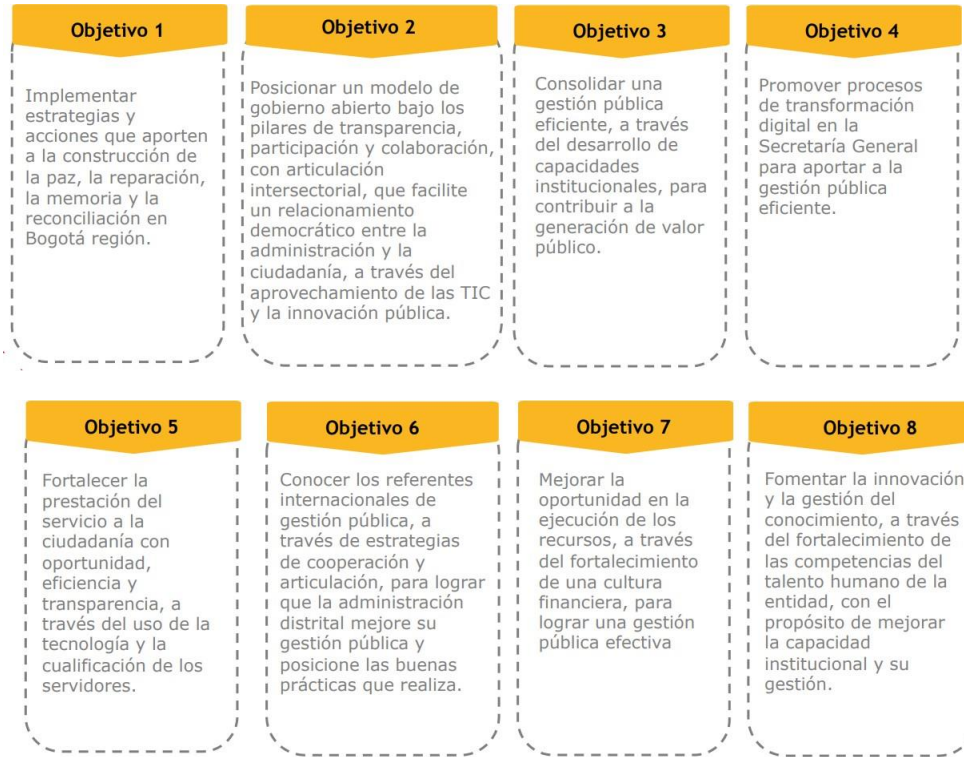 Objetivo 1
Implementar
estrategias y
acciones que aporten
a la construcción de
la paz, la reparación,
la memoria y la
reconciliación en
Bogotá región.
Objetivo 2
Posicionar un modelo de
gobierno abierto bajo los
pilares de transparencia,
participación y colaboración,
con articulación
intersectorial, que facilite
un relacionamiento
democrático entre la
administración y la
ciudadanía, a través del
aprovechamiento de las TIC
y la innovación pública.
Objetivo 3
Consolidar una
gestión pública
eficiente, a través
del desarrollo de
capacidades
institucionales, para
contribuir a la
generación de valor
público.
Objetivo 4
Promover procesos
de transformación
digital en la
Secretaría General
para aportar a la
gestión pública
eficiente.
Objetivo 5
Fortalecer la
prestación del
servicio a la
ciudadanía con
oportunidad,
eficiencia y
transparencia, a
través del uso de la
tecnología y la
cualificación de los
servidores.
Objetivo 6
Conocer los referentes
internacionales de
gestión pública, a
través de estrategias
de cooperación y
articulación, para lograr
que la administración
distrital mejore su
gestión pública y
posicione las buenas
prácticas que realiza.
Objetivo 7
Mejorar la
oportunidad en la
ejecución de los
recursos, a través
del fortalecimiento
de una cultura
financiera, para
lograr una gestión
pública efectiva
Objetivo 8
Fomentar la innovación
y la gestión del
conocimiento, a través
del fortalecimiento de
las competencias del
talento humano de la
entidad, con el
propósito de mejorar
la capacidad
institucional y su
gestión.